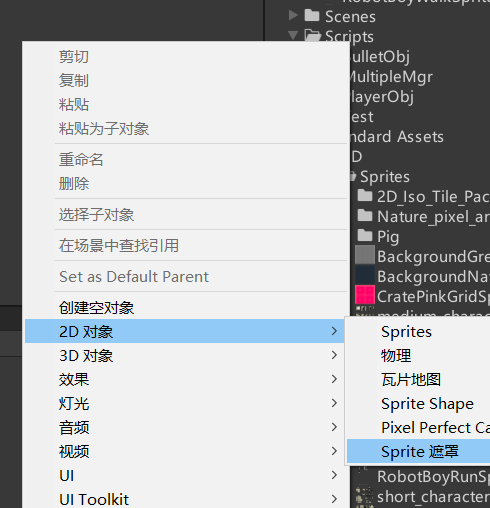 Scenes
Scripts
剪切
复制
粘贴
粘贴为子对象
重命名
删除
选择子对象
在场景中查找引用
Set as Default Parent
创建空对象
2D 对象
3D 对象
效果
灯光
音频
视频
UI
UI Toolkit
ulletObj
MultipleMgr
PlayerObj
est
ndard Assets
D
Sprites
2D_Iso_Tile_Pac
Nature_pixel_ar
Pig
BackgroundGre
BackgroundNa
CratePinkGridSp
Sprites
物理
瓦片地图
Sprite Shape
Pixel Perfect Ca
Sprite 遮罩
RobotBoyRunSp
short_character